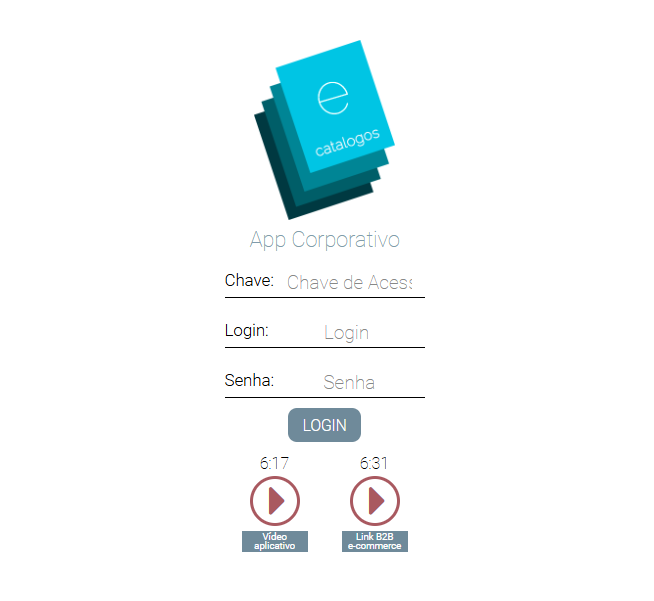 e
catalogos
App Corporativo
Chave: Chave de Acess
Login: Login
Senha: Senha
LOGIN
6:17 6:31
Vídeo
aplicativo
Link B2B
e-commerce